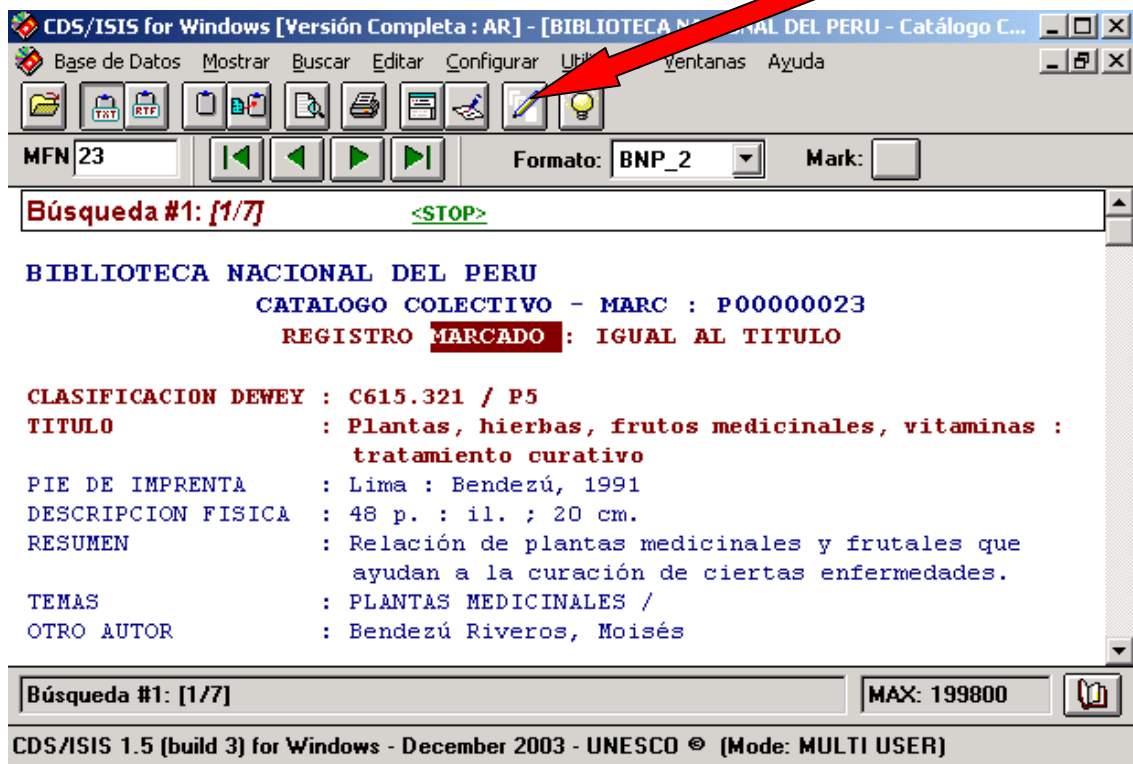 CDS/ISIS for Windows [Versión Completa : AR] - [BIBLIOTECA NAL DEL PERU - Catálogo C...
Base de Datos Mostrar Buscar Editar Configurar Ventanas Ayuda
TXT RTF
MFN 23 Formato: BNP_2 Mark:
Búsqueda #1: [1/7] <STOP>
BIBLIOTECA NACIONAL DEL PERU
CATALOGO COLECTIVO - MARC : P00000023
REGISTRO MARCADO : IGUAL AL TITULO
CLASIFICACION DEWEY : C615.321 / P5
TITULO : Plantas, hierbas, frutos medicinales, vitaminas :
tratamiento curativo
PIE DE IMPRENTA : Lima : Bendezú, 1991
DESCRIPCION FISICA : 48 p. : il. ; 20 cm.
RESUMEN : Relación de plantas medicinales y frutales que
ayudan a la curación de ciertas enfermedades.
TEMAS : PLANTAS MEDICINALES /
OTRO AUTOR : Bendezú Riveros, Moisés
Búsqueda #1: [1/7] MAX: 199800
CDS/ISIS 1.5 (build 3) for Windows - December 2003 - UNESCO © (Mode: MULTI USER)